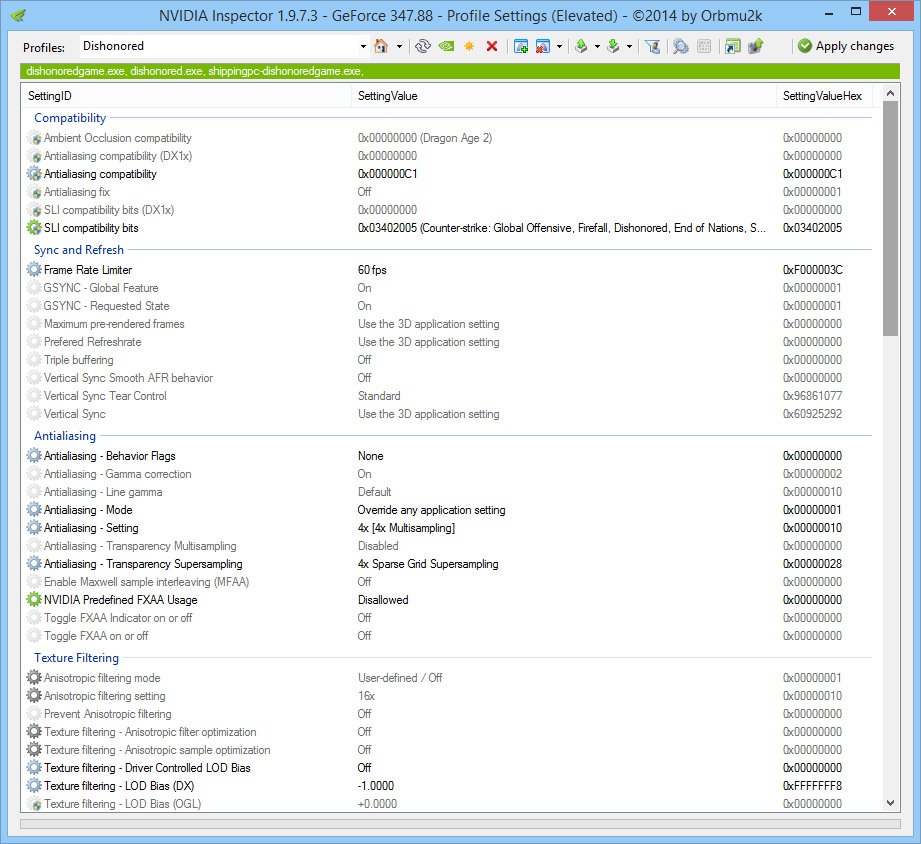 NVIDIA Inspector 1.9.7.3 - GeForce 347.88 - Profile Settings (Elevated) - ©2014 by Orbmu2k
Profiles: Dishonored Apply changes
dishonoredgame.exe, dishonored.exe, shippingpc-dishonoredgame.exe,
SettingID SettingValue SettingValueHex
Compatibility
Ambient Occlusion compatibility 0x00000000 (Dragon Age 2) 0x00000000
Antialiasing compatibility (DX1x) 0x00000000 0x00000000
Antialiasing compatibility 0x000000C1 0x000000C1
Antialiasing fix Off 0x00000001
SLI compatibility bits (DX1x) 0x00000000 0x00000000
SLI compatibility bits 0x03402005 (Counter-strike: Global Offensive, Firefall, Dishonored, End of Nations, S... 0x03402005
Sync and Refresh
Frame Rate Limiter 60 fps 0xF000003C
GSYNC - Global Feature On 0x00000001
GSYNC - Requested State On 0x00000001
Maximum pre-rendered frames Use the 3D application setting 0x00000000
Prefered Refreshrate Use the 3D application setting 0x00000000
Triple buffering Off 0x00000000
Vertical Sync Smooth AFR behavior Off 0x00000000
Vertical Sync Tear Control Standard 0x96861077
Vertical Sync Use the 3D application setting 0x60925292
Antialiasing
Antialiasing - Behavior Flags None 0x00000000
Antialiasing - Gamma correction On 0x00000002
Antialiasing - Line gamma Default 0x00000010
Antialiasing - Mode Override any application setting 0x00000001
Antialiasing - Setting 4x [4x Multisampling] 0x00000010
Antialiasing - Transparency Multisampling Disabled 0x00000000
Antialiasing - Transparency Supersampling 4x Sparse Grid Supersampling 0x00000028
Enable Maxwell sample interleaving (MFAA) Off 0x00000000
NVIDIA Predefined FXAA Usage Disallowed 0x00000000
Toggle FXAA Indicator on or off Off 0x00000000
Toggle FXAA on or off Off 0x00000000
Texture Filtering
Anisotropic filtering mode User-defined / Off 0x00000001
Anisotropic filtering setting 16x 0x00000010
Prevent Anisotropic filtering Off 0x00000000
Texture filtering - Anisotropic filter optimization Off 0x00000000
Texture filtering - Anisotropic sample optimization Off 0x00000000
Texture filtering - Driver Controlled LOD Bias Off 0x00000000
Texture filtering - LOD Bias (DX) -1.0000 0xFFFFFFF8
Texture filtering - LOD Bias (OGL) +0.0000 0x00000000